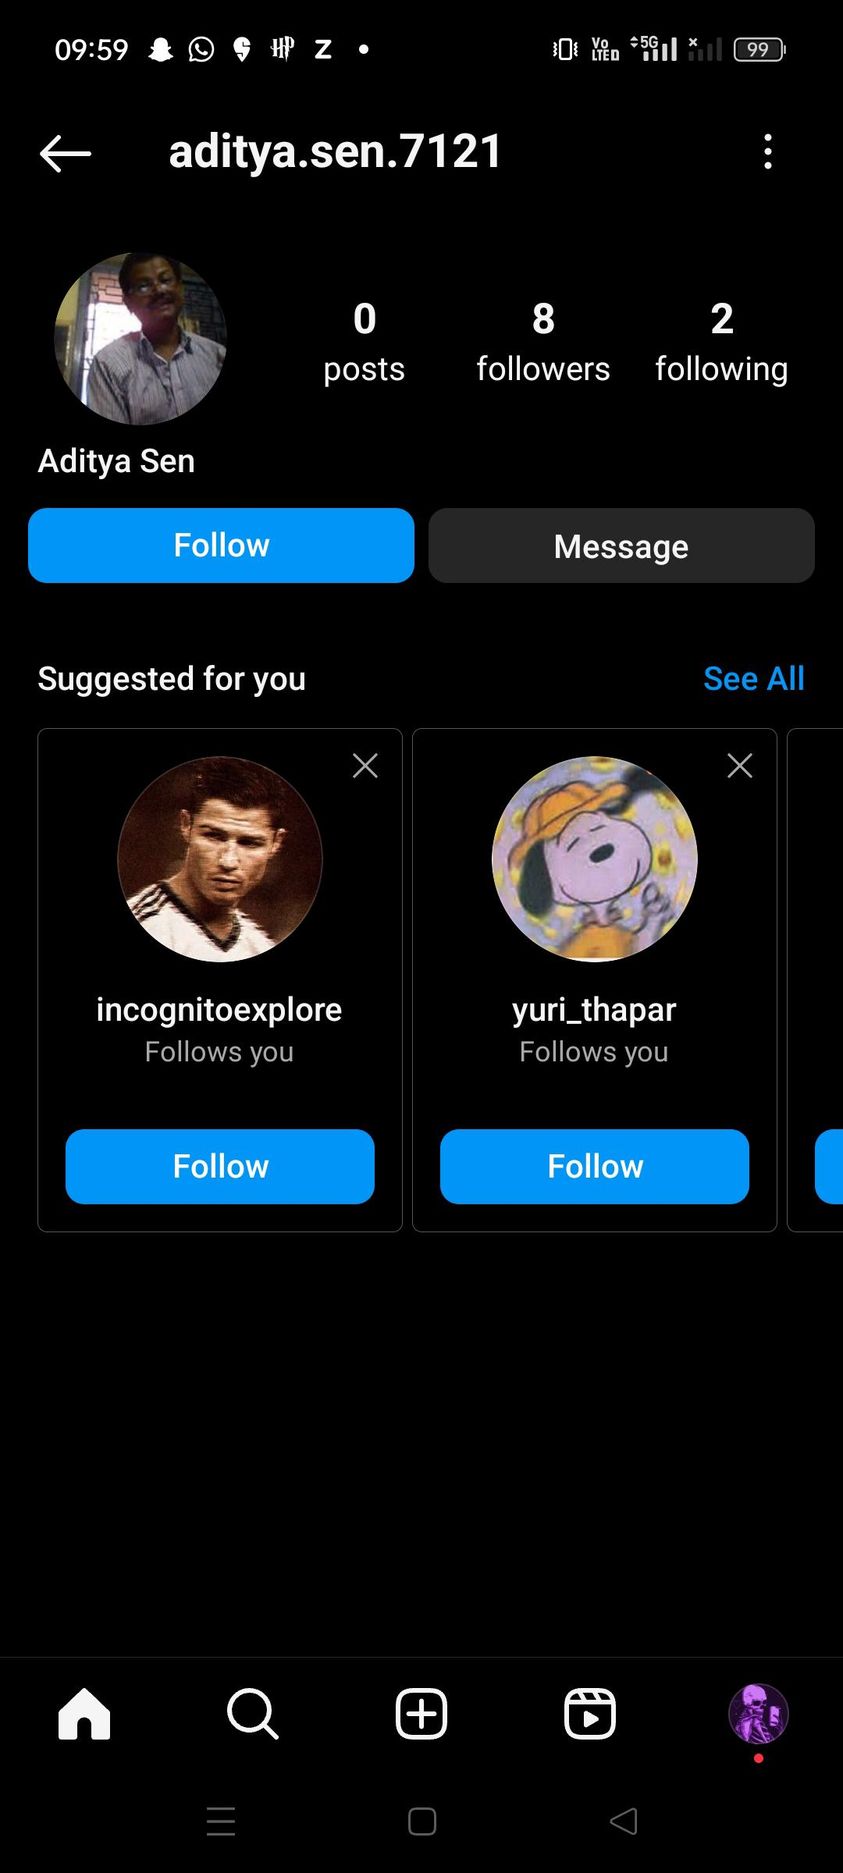 09:59 Z Vo LTE 5G 99
aditya.sen.7121
0 8 2
posts followers following
Aditya Sen
Follow Message
Suggested for you See All
incognitoexplore yuri_thapar
Follows you Follows you
Follow Follow